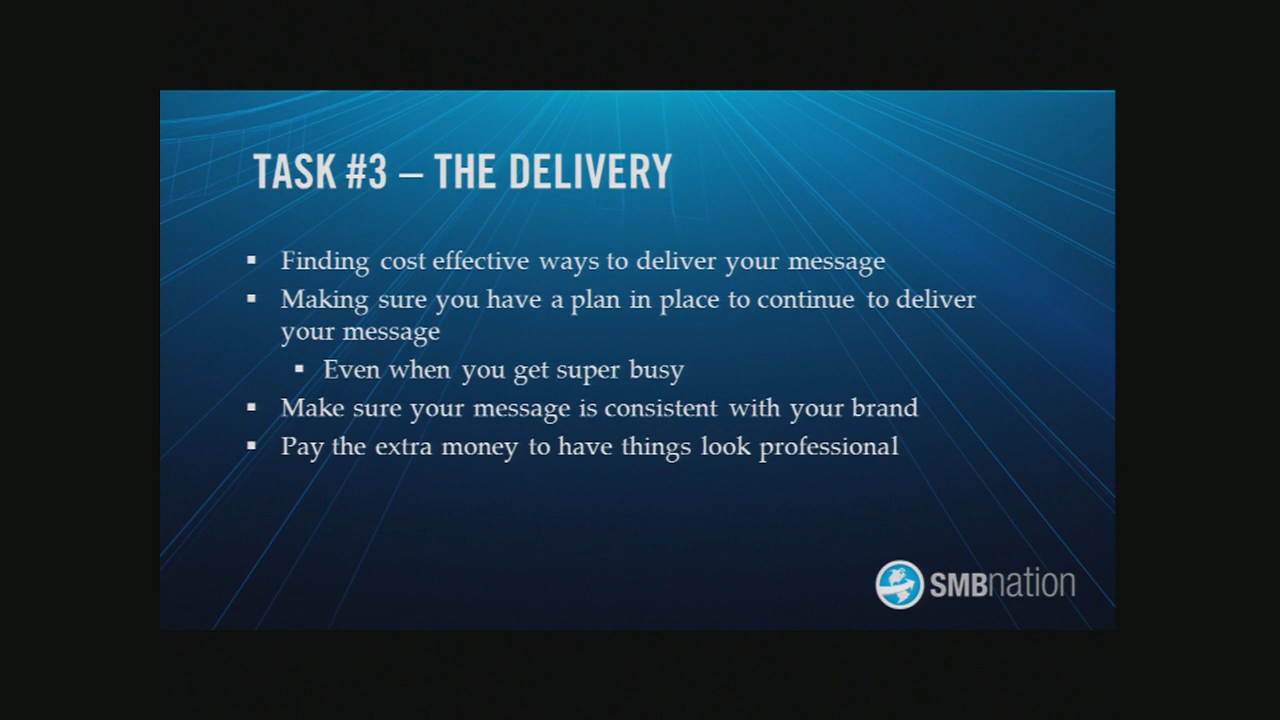 TASK #3 – THE DELIVERY
▪ Finding cost effective ways to deliver your message
▪ Making sure you have a plan in place to continue to deliver
your message
▪ Even when you get super busy
▪ Make sure your message is consistent with your brand
▪ Pay the extra money to have things look professional
SMBnation